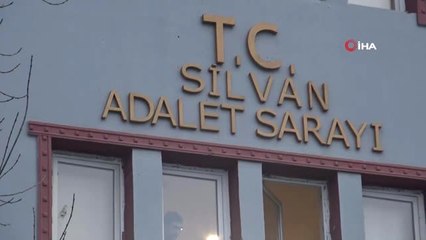 T.C.
SİLVAN
ADALET SARAYI
İHA